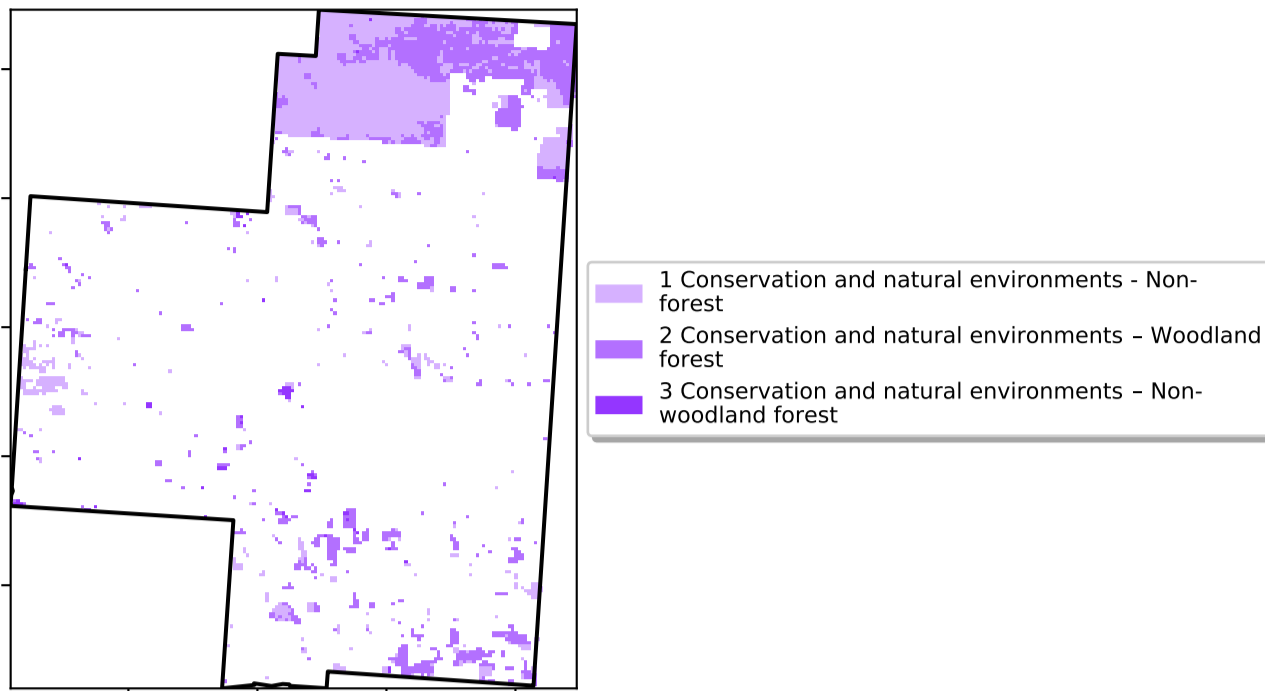 1 Conservation and natural environments - Non-
forest
2 Conservation and natural environments – Woodland
forest
3 Conservation and natural environments – Non-
woodland forest